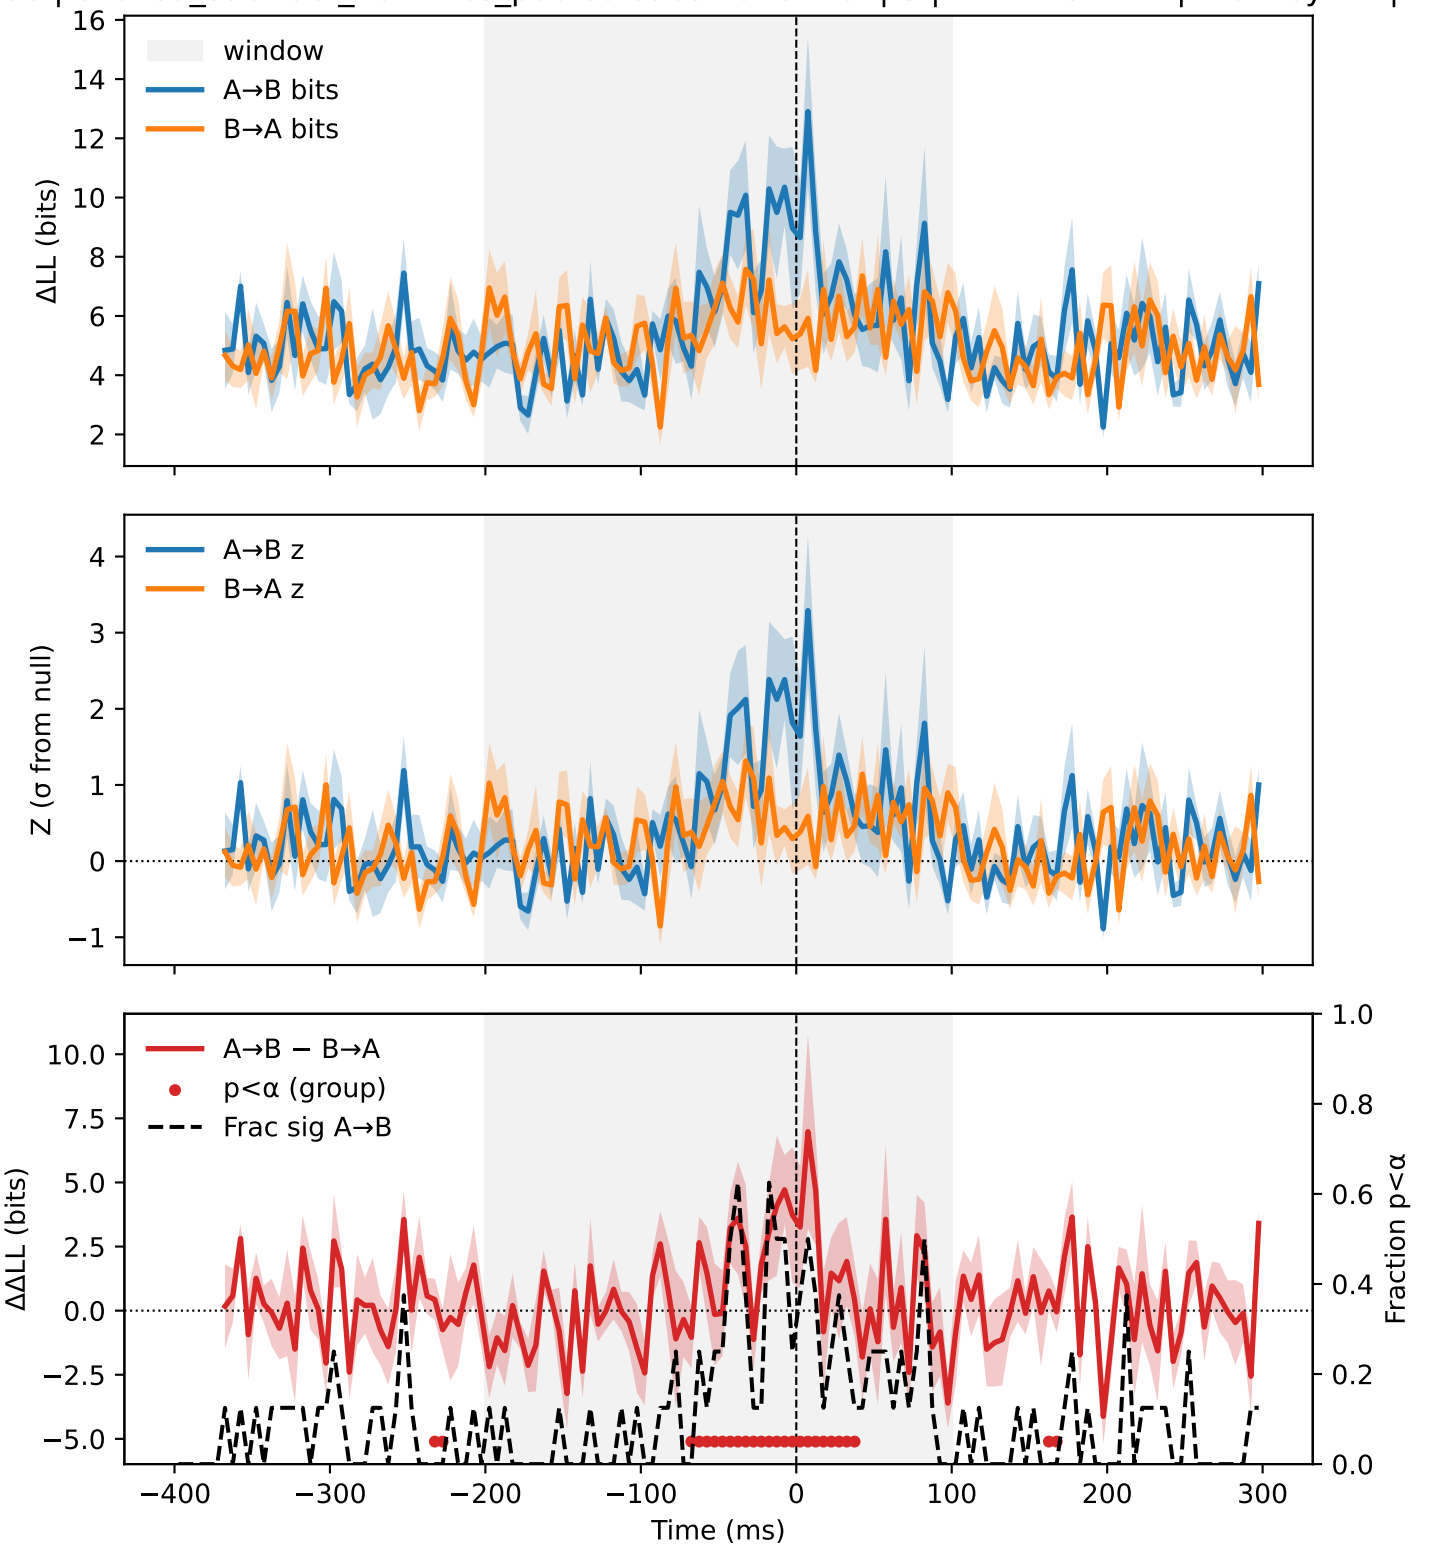 16
14
12
10
8
6
4
2
ΔLL (bits)
window
A→B bits
B→A bits
4
3
2
1
0
−1
Z (σ from null)
A→B z
B→A z
10.0
7.5
5.0
2.5
0.0
−2.5
−5.0
ΔΔLL (bits)
A→B − B→A
p<α (group)
Frac sig A→B
1.0
0.8
0.6
0.4
0.2
0.0
Fraction p<α
−400 −300 −200 −100 0 100 200 300
Time (ms)